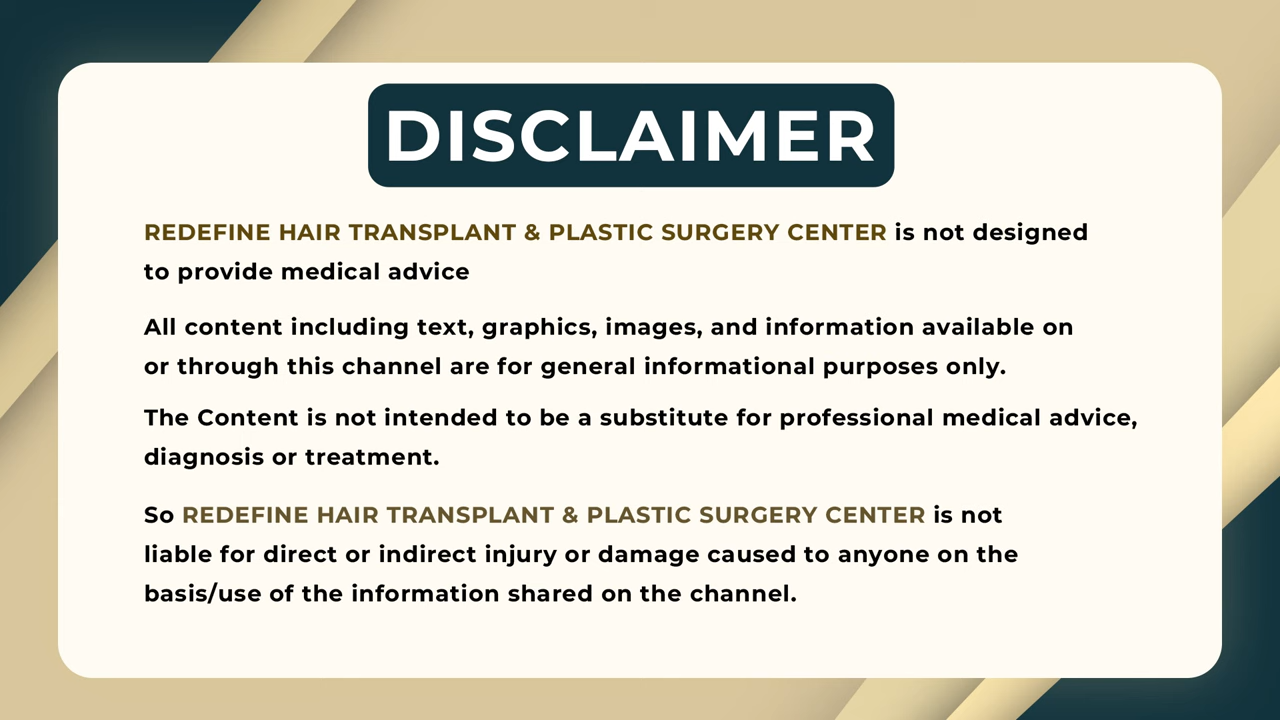 DISCLAIMER
REDEFINE HAIR TRANSPLANT & PLASTIC SURGERY CENTER is not designed
to provide medical advice
All content including text, graphics, images, and information available on
or through this channel are for general informational purposes only.
The Content is not intended to be a substitute for professional medical advice,
diagnosis or treatment.
So REDEFINE HAIR TRANSPLANT & PLASTIC SURGERY CENTER is not
liable for direct or indirect injury or damage caused to anyone on the
basis/use of the information shared on the channel.